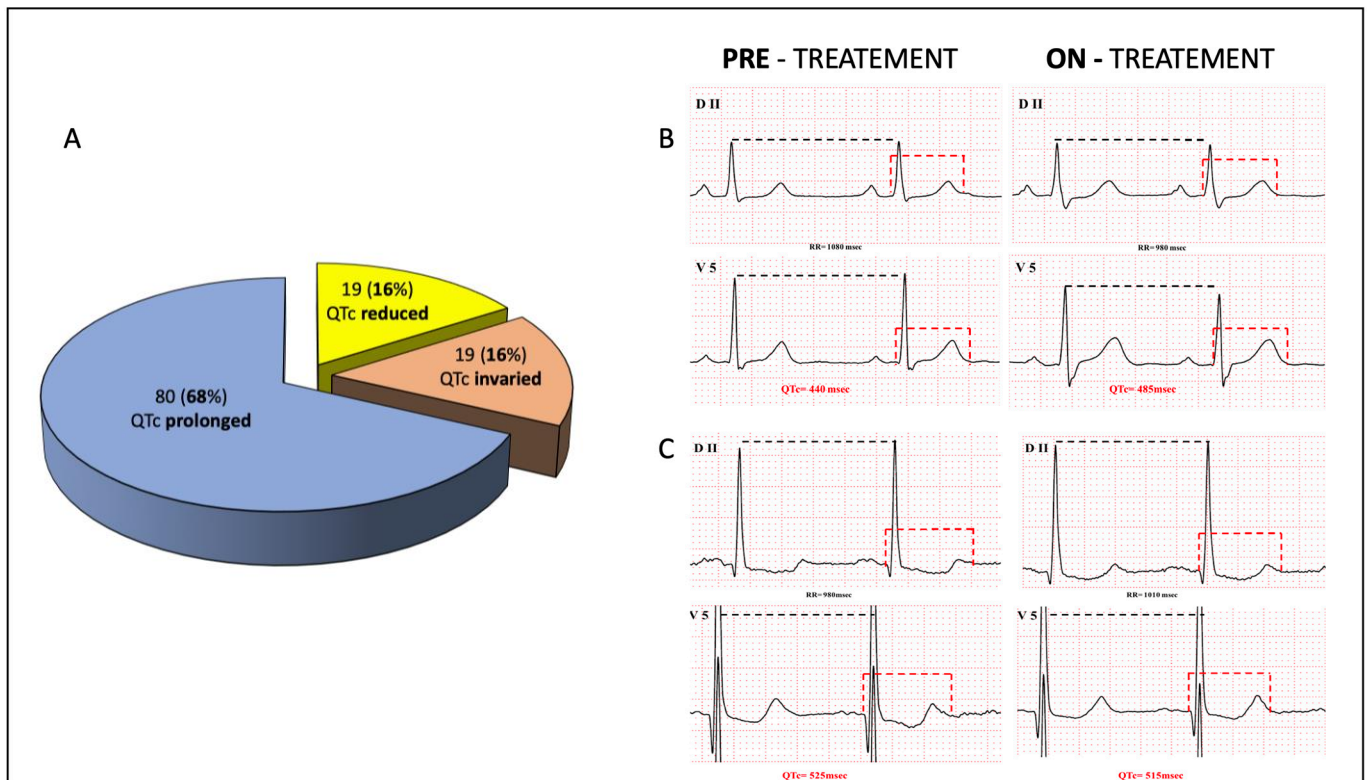 PRE - TREATEMENT
ON - TREATEMENT
A
19 (16%)
QTc reduced
19 (16%)
QTc invaried
80 (68%)
QTc prolonged
B
D II
D II
RR= 1080 msec
RR= 980 msec
V 5
V 5
QTc= 440 msec
QTc= 485msec
C
D II
D II
RR= 980msec
RR= 1010 msec
V 5
V 5
QTc= 525msec
QTc= 515msec